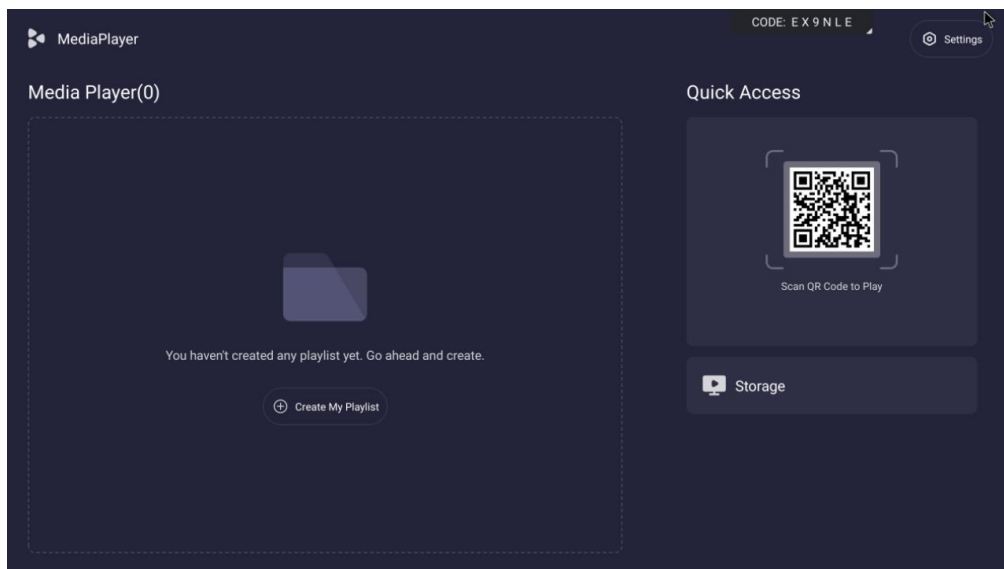 CODE: E X 9 N L E
MediaPlayer
Settings
Media Player(0)
Quick Access
Scan QR Code to Play
You haven't created any playlist yet. Go ahead and create.
Storage
Create My Playlist